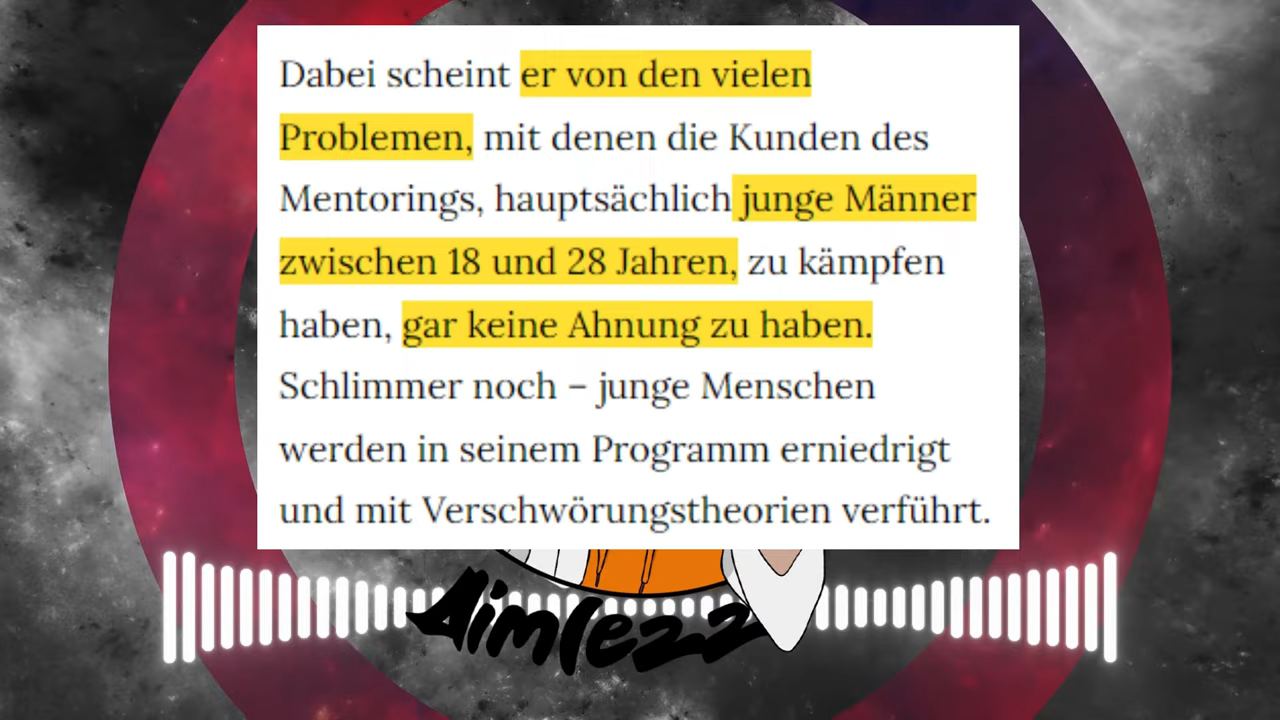 Dabei scheint er von den vielen
Problemen, mit denen die Kunden des
Mentorings, hauptsächlich junge Männer
zwischen 18 und 28 Jahren, zu kämpfen
haben, gar keine Ahnung zu haben.
Schlimmer noch – junge Menschen
werden in seinem Programm erniedrigt
und mit Verschwörungstheorien verführt.
Aimlezz